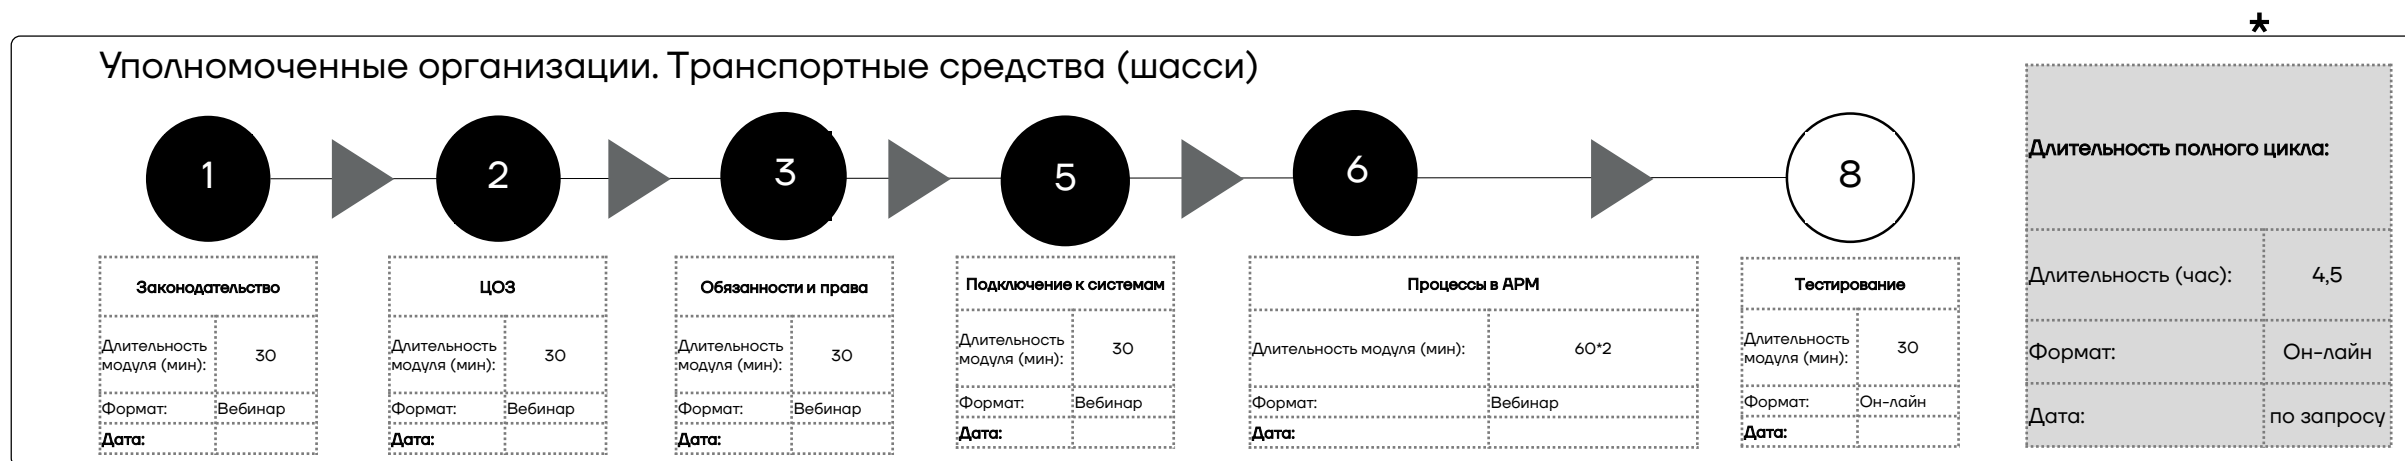 *
Уполномоченные организации. Транспортные средства (шасси)
1
2
3
5
6
8
Законодательство
Длительность модуля (мин):
30
Формат:
Вебинар
Дата:
ЦОЗ
Длительность модуля (мин):
30
Формат:
Вебинар
Дата:
Обязанности и права
Длительность модуля (мин):
30
Формат:
Вебинар
Дата:
Подключение к системам
Длительность модуля (мин):
30
Формат:
Вебинар
Дата:
Процессы в АРМ
Длительность модуля (мин):
60*2
Формат:
Вебинар
Дата:
Тестирование
Длительность модуля (мин):
30
Формат:
Он-лайн
Дата:
Длительность полного цикла:
Длительность (час):
4,5
Формат:
Он-лайн
Дата:
по запросу